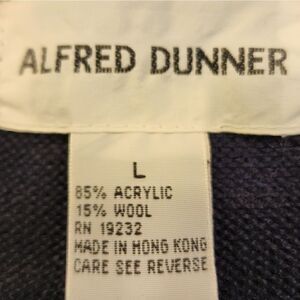 ALFRED DUNNER
L
85% ACRYLIC
15% WOOL
RN 19232
MADE IN HONG KONG
CARE SEE REVERSE